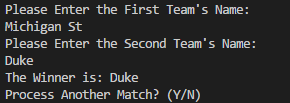 Please Enter the First Team's Name:
Michigan St
Please Enter the Second Team's Name:
Duke
The Winner is: Duke
Process Another Match? (Y/N)